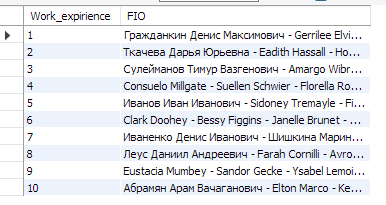 Work_expirience FIO
1 Гражданкин Денис Максимович - Gerrilee Elvi...
2 Ткачева Дарья Юрьевна - Eadith Hassall - Ho...
3 Сулейманов Тимур Вазгенович - Amargo Wibr...
4 Consuelo Millgate - Suellen Schwier - Florella Ro...
5 Иванов Иван Иванович - Sidoney Tremayle - Fi...
6 Clark Doohey - Bessy Figgins - Janelle Brunet - ...
7 Иваненко Денис Иванович - Шишкина Марин...
8 Леус Даниил Андреевич - Farah Cornilli - Avro...
9 Eustacia Mumbey - Sandor Gecke - Ysabel Lemoi...
10 Абрамян Арам Вачаганович - Elton Marco - Ke...